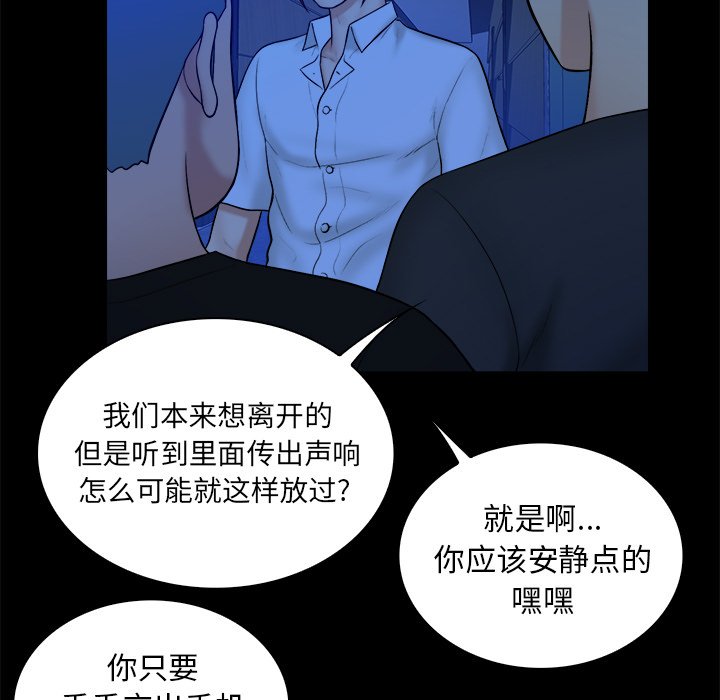 我们本来想离开的
但是听到里面传出声响
怎么可能就这样放过?
就是啊...
你应该安静点的
嘿嘿
你只要